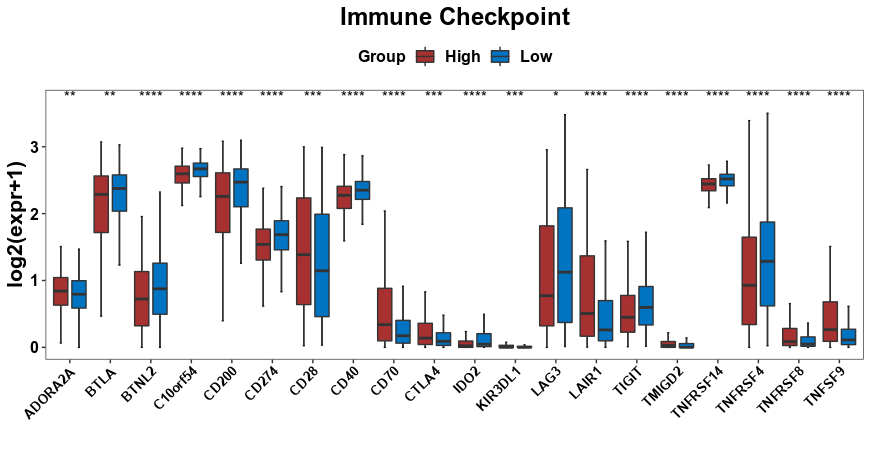 Immune Checkpoint
Group High Low
** ** **** **** **** **** *** **** **** *** **** *** * **** **** **** **** **** **** ****
log2(expr+1)
3
2
1
0
ADORA2A BTLA BTNL2 C10orf54 CD200 CD274 CD28 CD40 CD70 CTLA4 IDO2 KIR3DL1 LAG3 LAIR1 TIGIT TMIGD2 TNFRSF14 TNFRSF4 TNFRSF8 TNFSF9